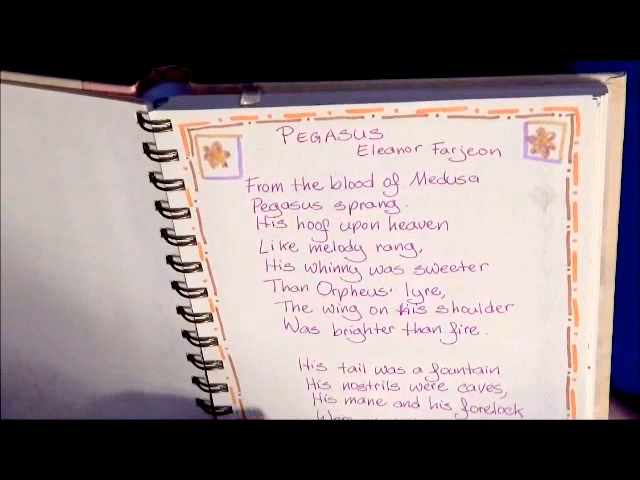 PEGASUS
Eleanor Farjeon
From the blood of Medusa
Pegasus sprang.
His hoof upon heaven
Like melody rang,
His whinny was sweeter
Than Orpheus' lyre,
The wing on his shoulder
Was brighter than fire.
His tail was a fountain
His nostrils were caves,
His mane and his forelock